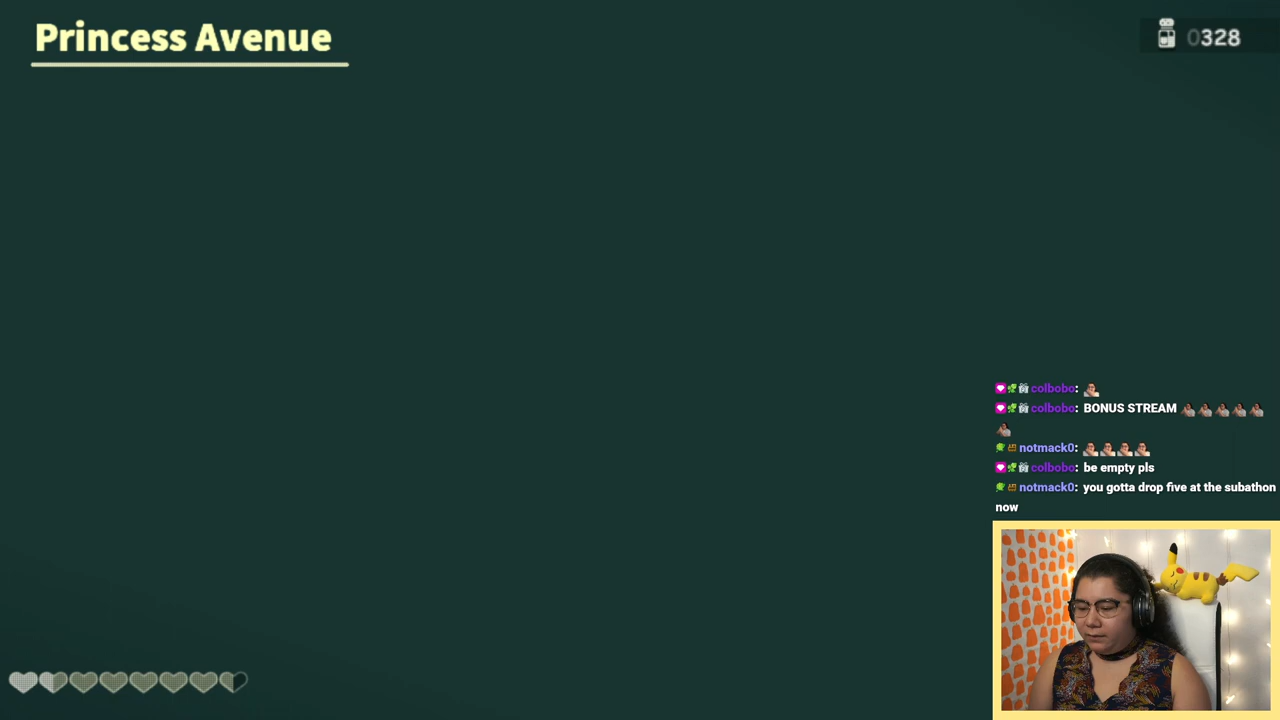 Princess Avenue
0328
colbobo:
colbobo: BONUS STREAM
notmack0:
colbobo: be empty pls
notmack0: you gotta drop five at the subathon
now